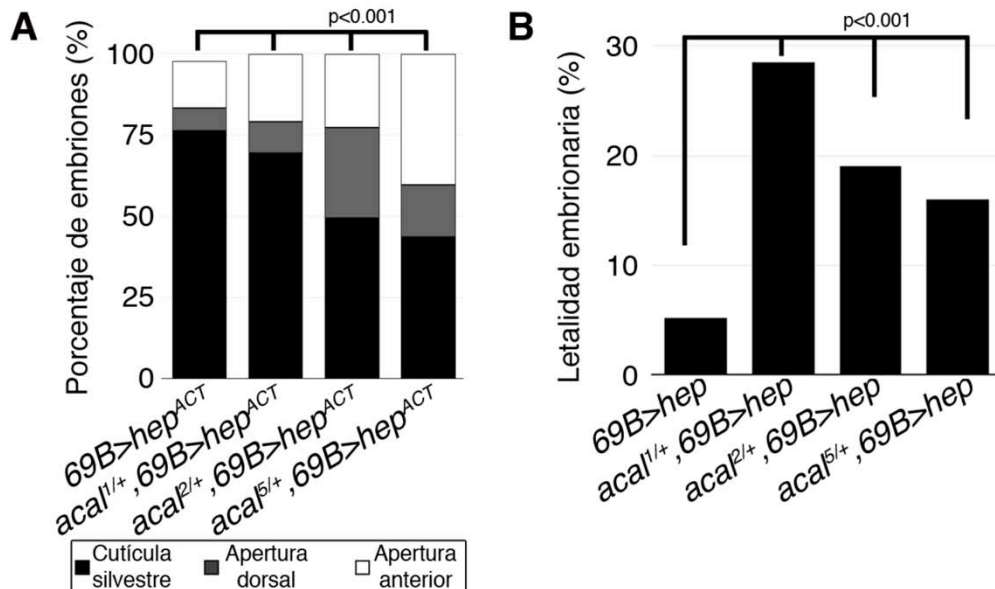 A
p<0.001
Porcentaje de embriones (%)
100
75
50
25
0
69B>hep^ACT
acal^1/+,69B>hep^ACT
acal^2/+,69B>hep^ACT
acal^5/+,69B>hep^ACT
Cutícula silvestre
Apertura dorsal
Apertura anterior
B
p<0.001
Letalidad embrionaria (%)
30
20
10
0
69B>hep
acal^1/+,69B>hep
acal^2/+,69B>hep
acal^5/+,69B>hep